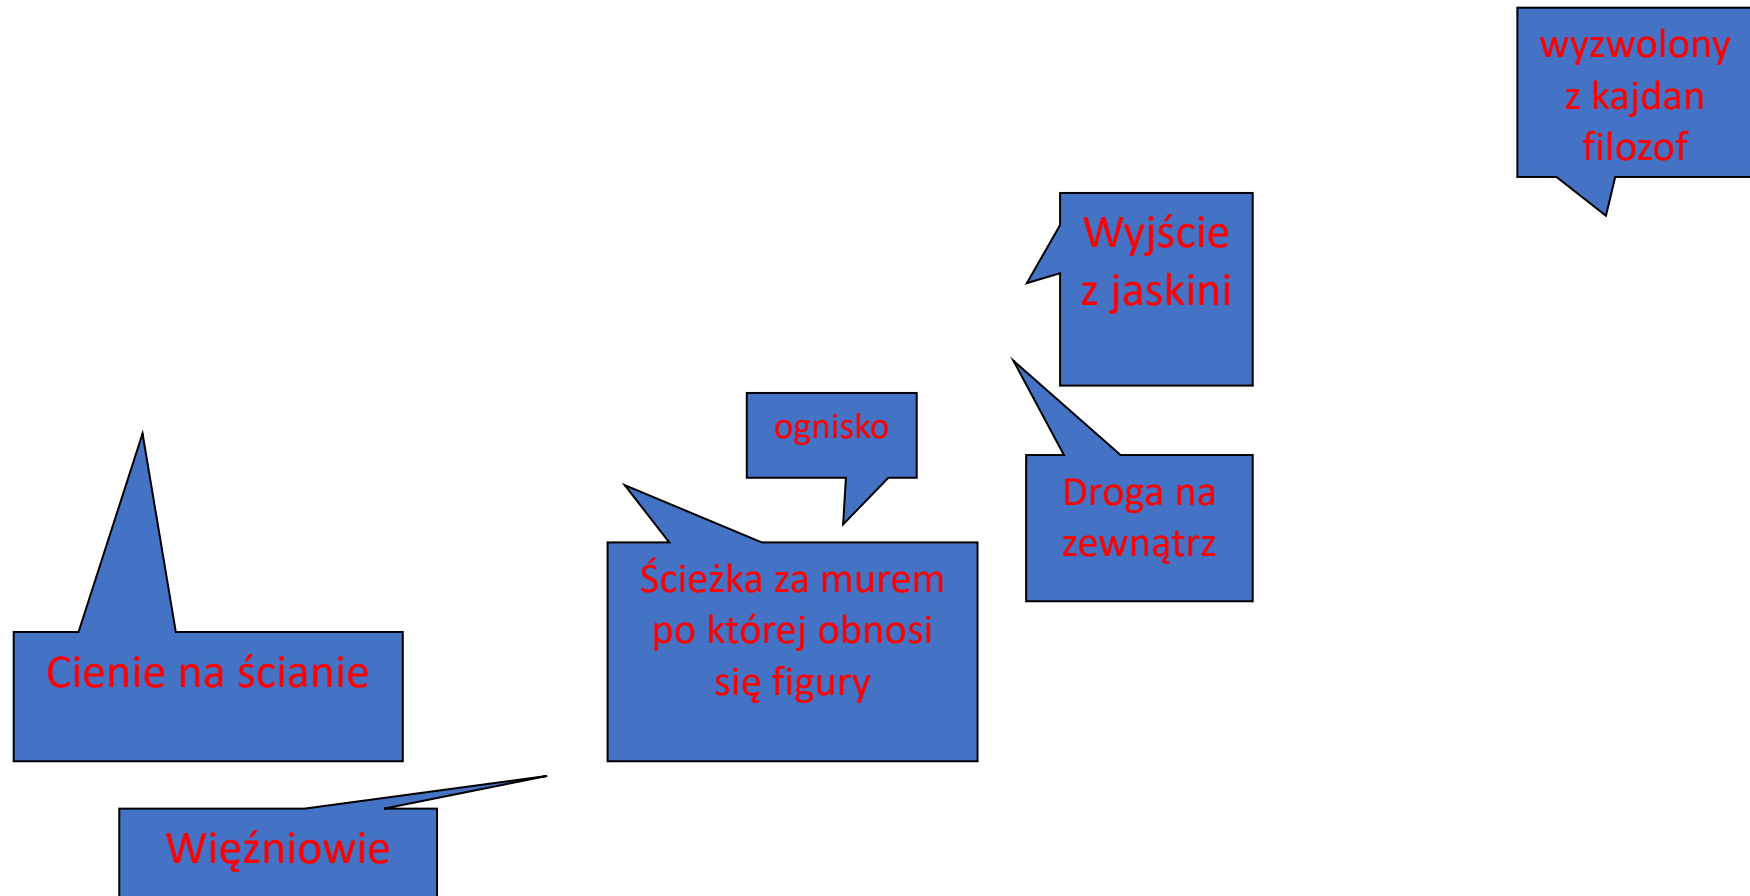 wyzwolony
z kajdan
filozof
Wyjście
z jaskini
ognisko
Droga na
zewnątrz
Ścieżka za murem
po której obnosi
się figury
Cienie na ścianie
Więźniowie